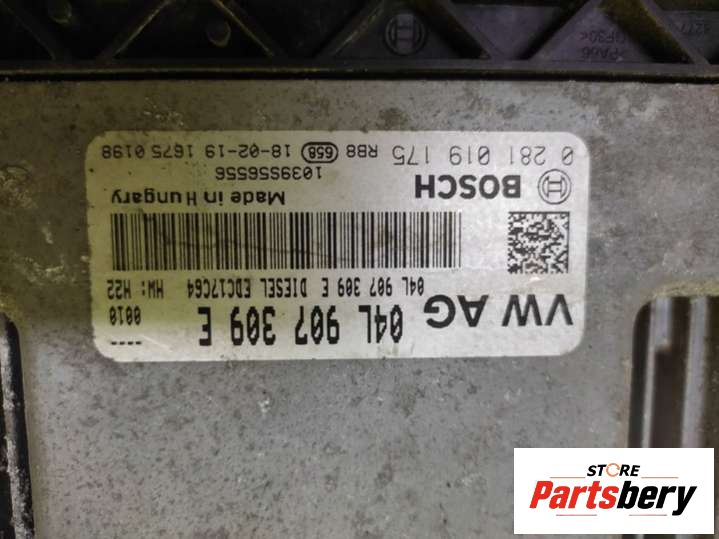 VW AG 04L 907 309 E ----
0010
04L 907 309 E DIESEL EDC17C64 HW: H22
BOSCH Made in Hungary
1039S56556
0 281 019 175 RB8 658 18-02-19 1675 0198
STORE
Partsbery